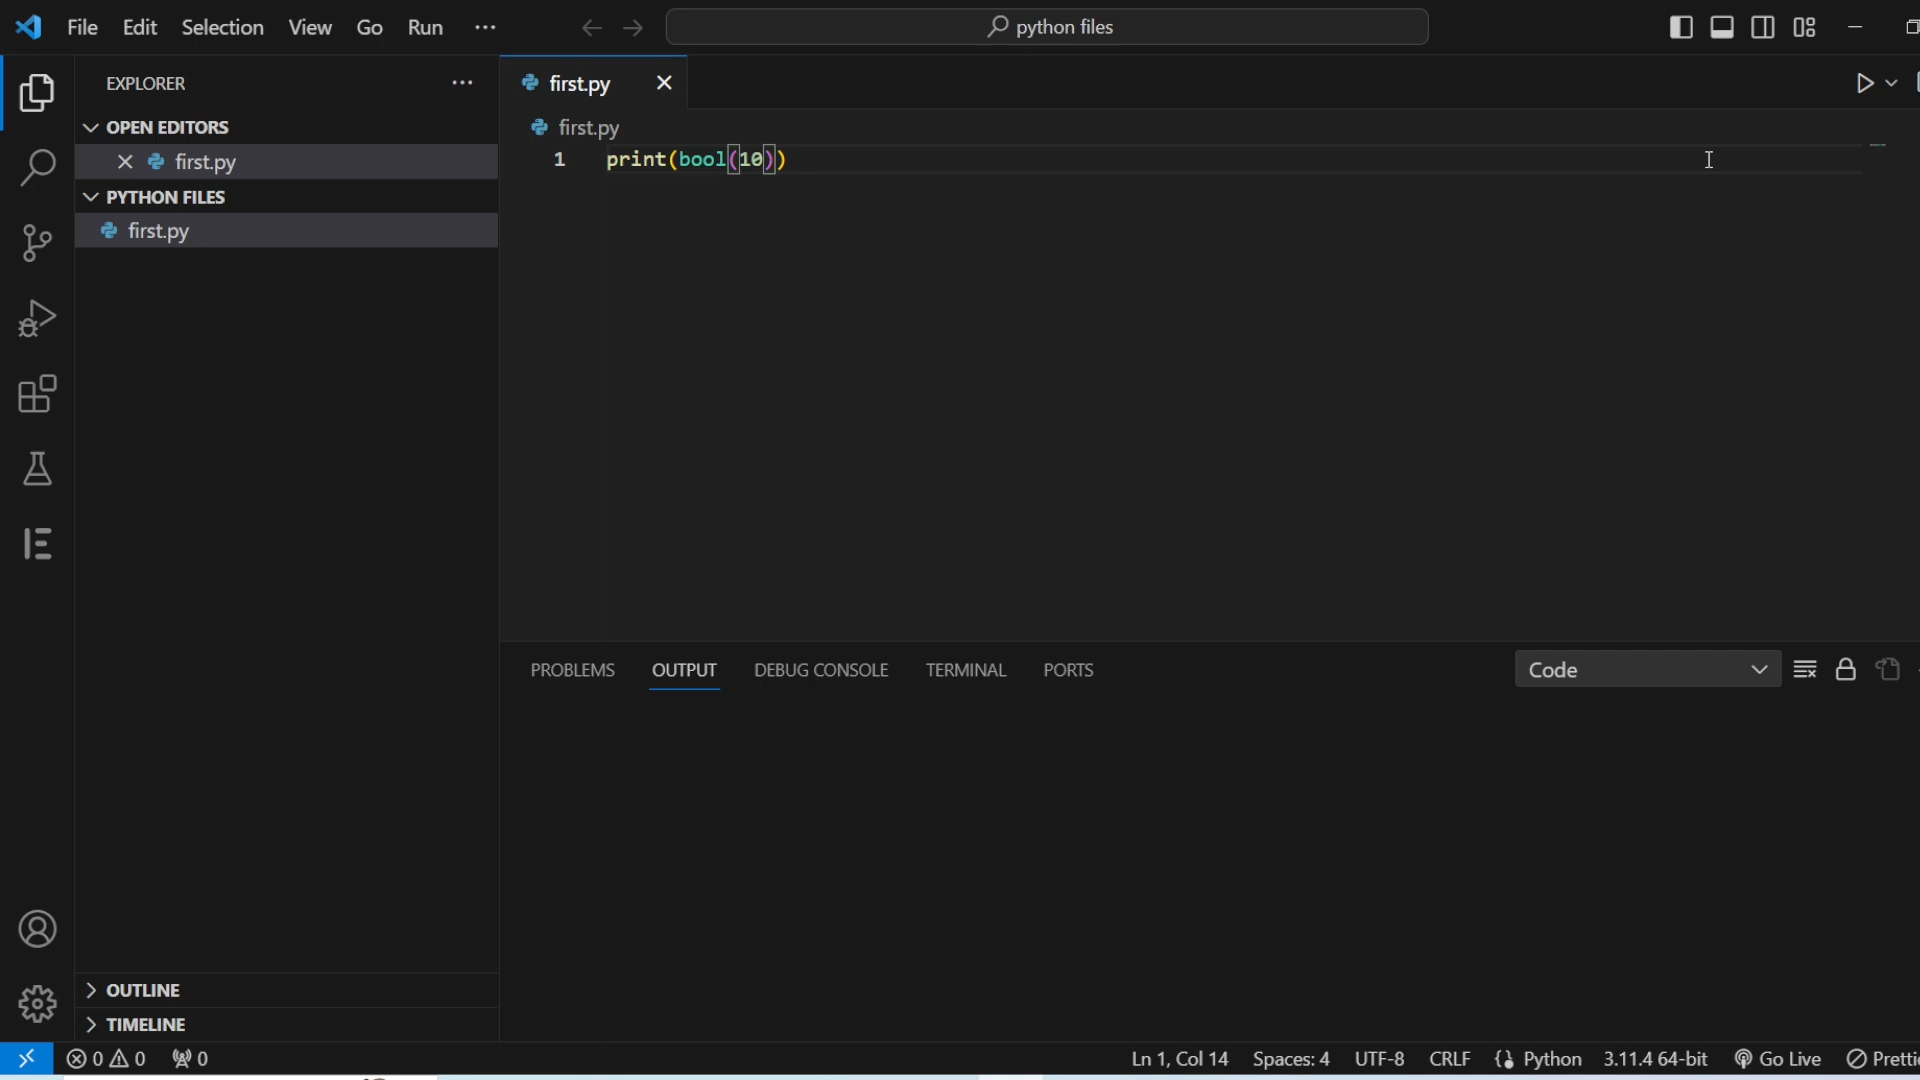 File Edit Selection View Go Run ···
python files
EXPLORER ···
OPEN EDITORS
first.py
PYTHON FILES
first.py
OUTLINE
TIMELINE
first.py
first.py
1 print(bool(10))
PROBLEMS OUTPUT DEBUG CONSOLE TERMINAL PORTS
Code
0 0 0
Ln 1, Col 14 Spaces: 4 UTF-8 CRLF Python 3.11.4 64-bit Go Live